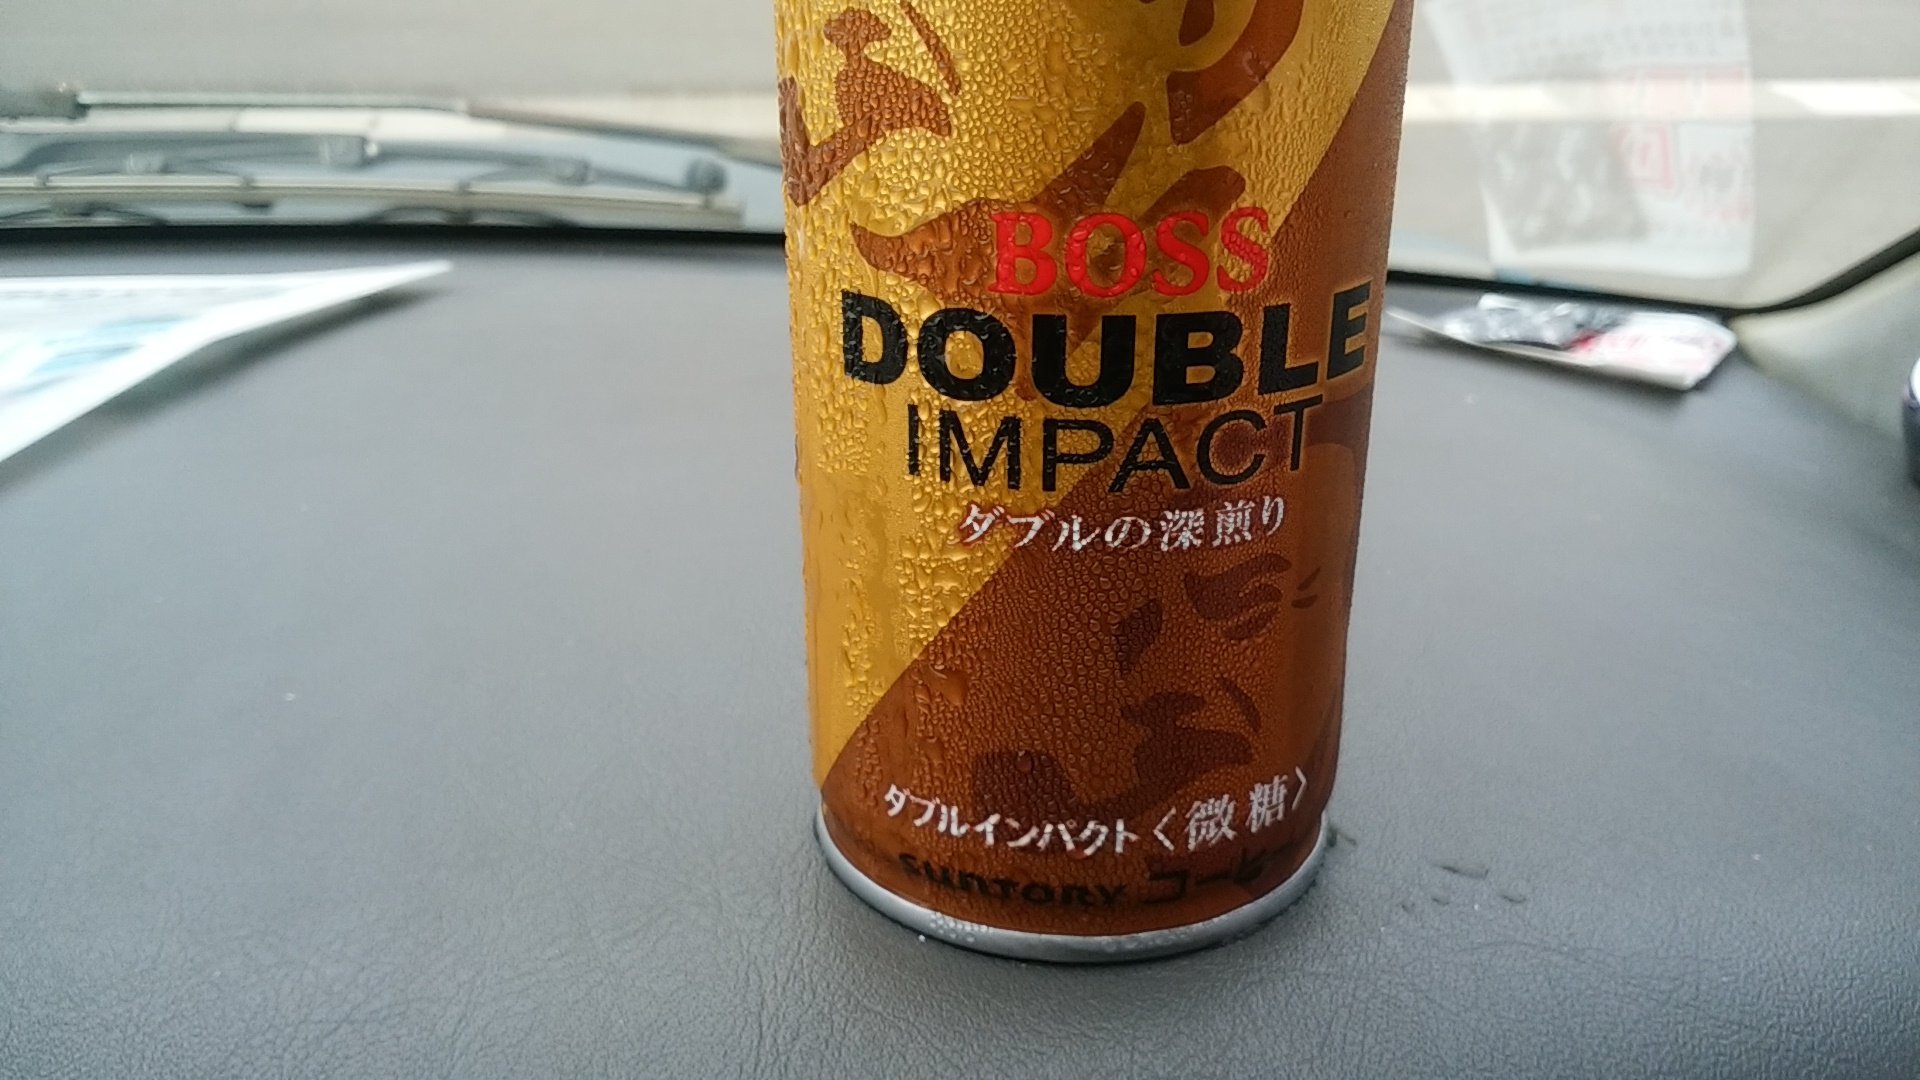 BOSS
DOUBLE
IMPACT
ダブルの深煎り
ダブルインパクト〈微糖〉
SUNTORY コーヒ